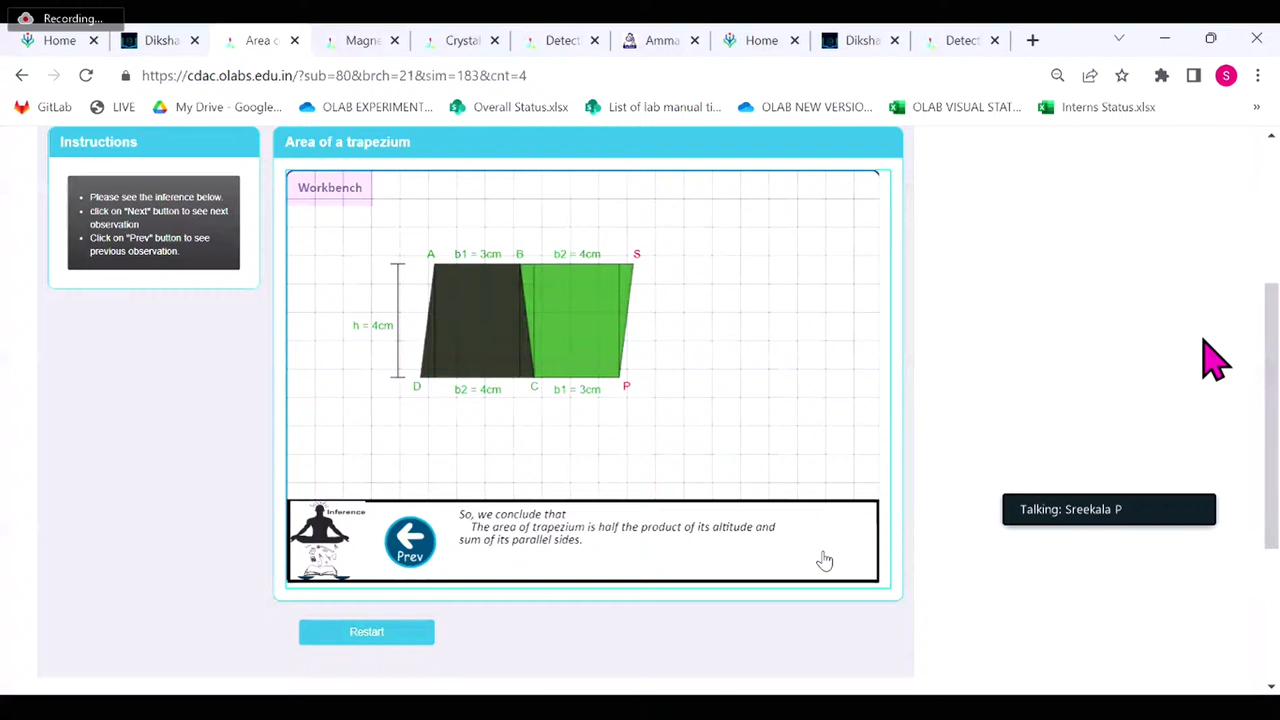 Recording...
Home
Diksha
Area c
Magne
Crystal
Detect
Amma
Home
Diksha
Detect
https://cdac.olabs.edu.in/?sub=80&brch=21&sim=183&cnt=4
S
GitLab
LIVE
My Drive - Google...
OLAB EXPERIMENT...
Overall Status.xlsx
List of lab manual ti...
OLAB NEW VERSIO...
OLAB VISUAL STAT...
Interns Status.xlsx
»
Instructions
Please see the inference below.
click on "Next" button to see next
observation
Click on "Prev" button to see
previous observation.
Area of a trapezium
Workbench
A b1 = 3cm B b2 = 4cm S
h = 4cm
D b2 = 4cm C b1 = 3cm P
Inference
Prev
So, we conclude that
The area of trapezium is half the product of its altitude and
sum of its parallel sides.
Talking: Sreekala P
Restart